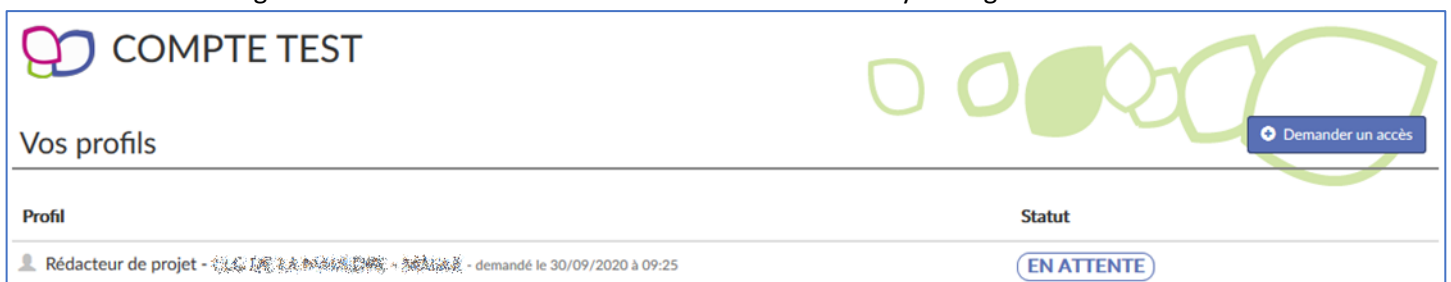 COMPTE TEST
Vos profils
Demander un accès
Profil
Statut
Rédacteur de projet - - demandé le 30/09/2020 à 09:25
EN ATTENTE